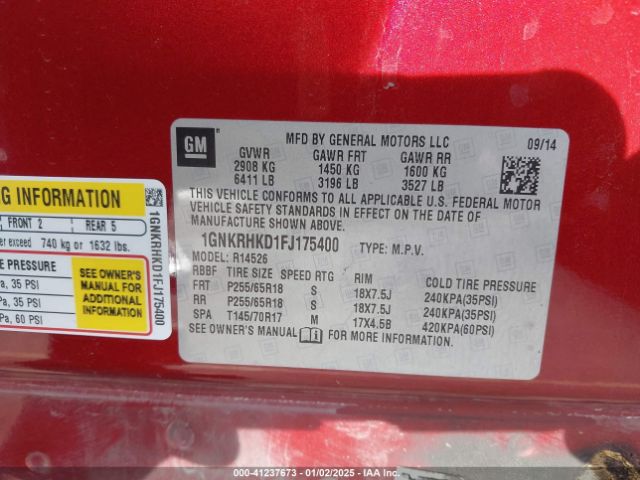 GM
MFD BY GENERAL MOTORS LLC 09/14
GVWR GAWR FRT GAWR RR
2908 KG 1450 KG 1600 KG
6411 LB 3196 LB 3527 LB
THIS VEHICLE CONFORMS TO ALL APPLICABLE U.S. FEDERAL MOTOR
VEHICLE SAFETY STANDARDS IN EFFECT ON THE DATE OF
MANUFACTURE SHOWN ABOVE.
1GNKRHKD1FJ175400 TYPE: M.P.V.
MODEL: R14526
RBBF TIRE SIZE SPEED RTG RIM COLD TIRE PRESSURE
FRT P255/65R18 S 18X7.5J 240KPA(35PSI)
RR P255/65R18 S 18X7.5J 240KPA(35PSI)
SPA T145/70R17 M 17X4.5B 420KPA(60PSI)
SEE OWNER'S MANUAL FOR MORE INFORMATION.
NG INFORMATION
FRONT 2 REAR 5
er exceed 740 kg or 1632 lbs.
E PRESSURE
a, 35 PSI
a, 35 PSI
Pa, 60 PSI
SEE OWNER'S
MANUAL FOR
ADDITIONAL
INFORMATION
1GNKRHKD1FJ175400
000-41237673 - 01/02/2025 - IAA Inc.